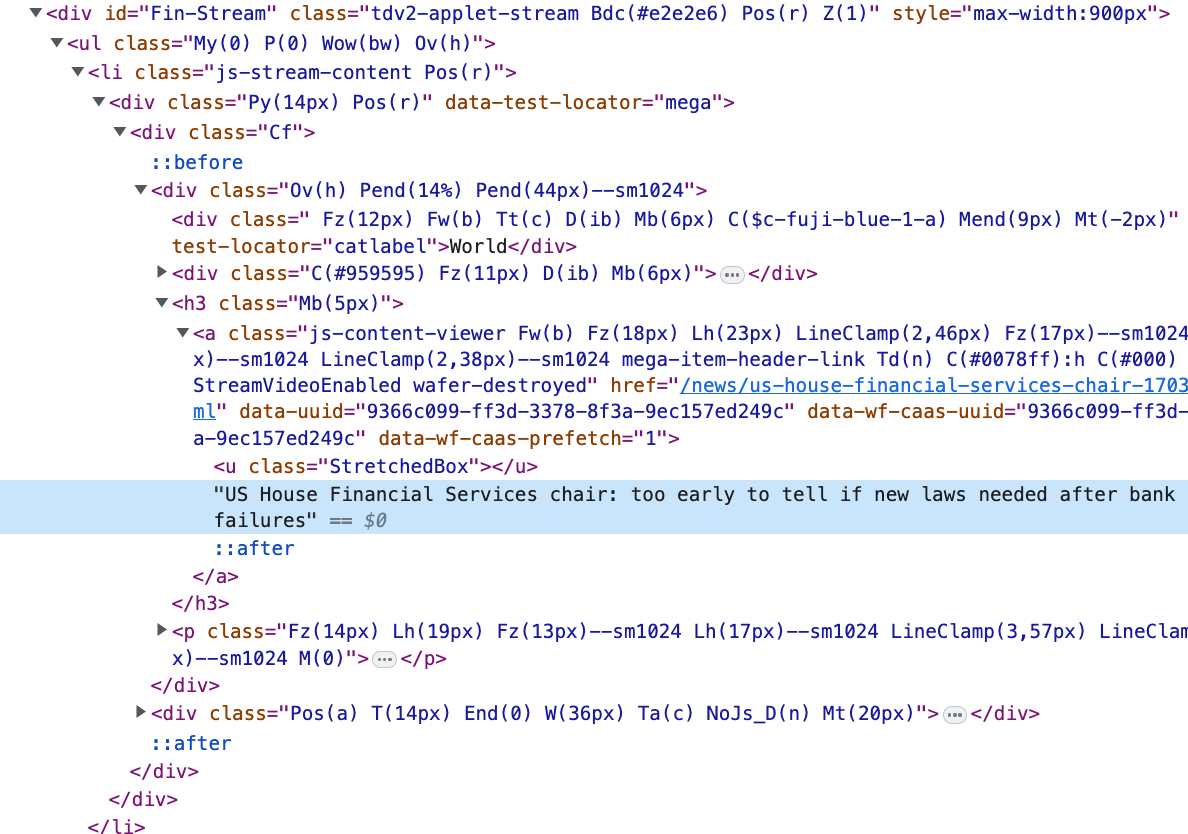 ▼<div id="Fin-Stream" class="tdv2-applet-stream Bdc(#e2e2e6) Pos(r) Z(1)" style="max-width:900px">
▼<ul class="My(0) P(0) Wow(bw) Ov(h)">
▼<li class="js-stream-content Pos(r)">
▼<div class="Py(14px) Pos(r)" data-test-locator="mega">
▼<div class="Cf">
::before
▼<div class="Ov(h) Pend(14%) Pend(44px)--sm1024">
<div class=" Fz(12px) Fw(b) Tt(c) D(ib) Mb(6px) C($c-fuji-blue-1-a) Mend(9px) Mt(-2px)"
test-locator="catlabel">World</div>
▶<div class="C(#959595) Fz(11px) D(ib) Mb(6px)">…</div>
▼<h3 class="Mb(5px)">
▼<a class="js-content-viewer Fw(b) Fz(18px) Lh(23px) LineClamp(2,46px) Fz(17px)--sm1024
x)--sm1024 LineClamp(2,38px)--sm1024 mega-item-header-link Td(n) C(#0078ff):h C(#000)
StreamVideoEnabled wafer-destroyed" href="/news/us-house-financial-services-chair-1703
ml" data-uuid="9366c099-ff3d-3378-8f3a-9ec157ed249c" data-wf-caas-uuid="9366c099-ff3d-
a-9ec157ed249c" data-wf-caas-prefetch="1">
<u class="StretchedBox"></u>
"US House Financial Services chair: too early to tell if new laws needed after bank
failures" == $0
::after
</a>
</h3>
▶<p class="Fz(14px) Lh(19px) Fz(13px)--sm1024 Lh(17px)--sm1024 LineClamp(3,57px) LineClam
x)--sm1024 M(0)">…</p>
</div>
▶<div class="Pos(a) T(14px) End(0) W(36px) Ta(c) NoJs_D(n) Mt(20px)">…</div>
::after
</div>
</div>
</li>